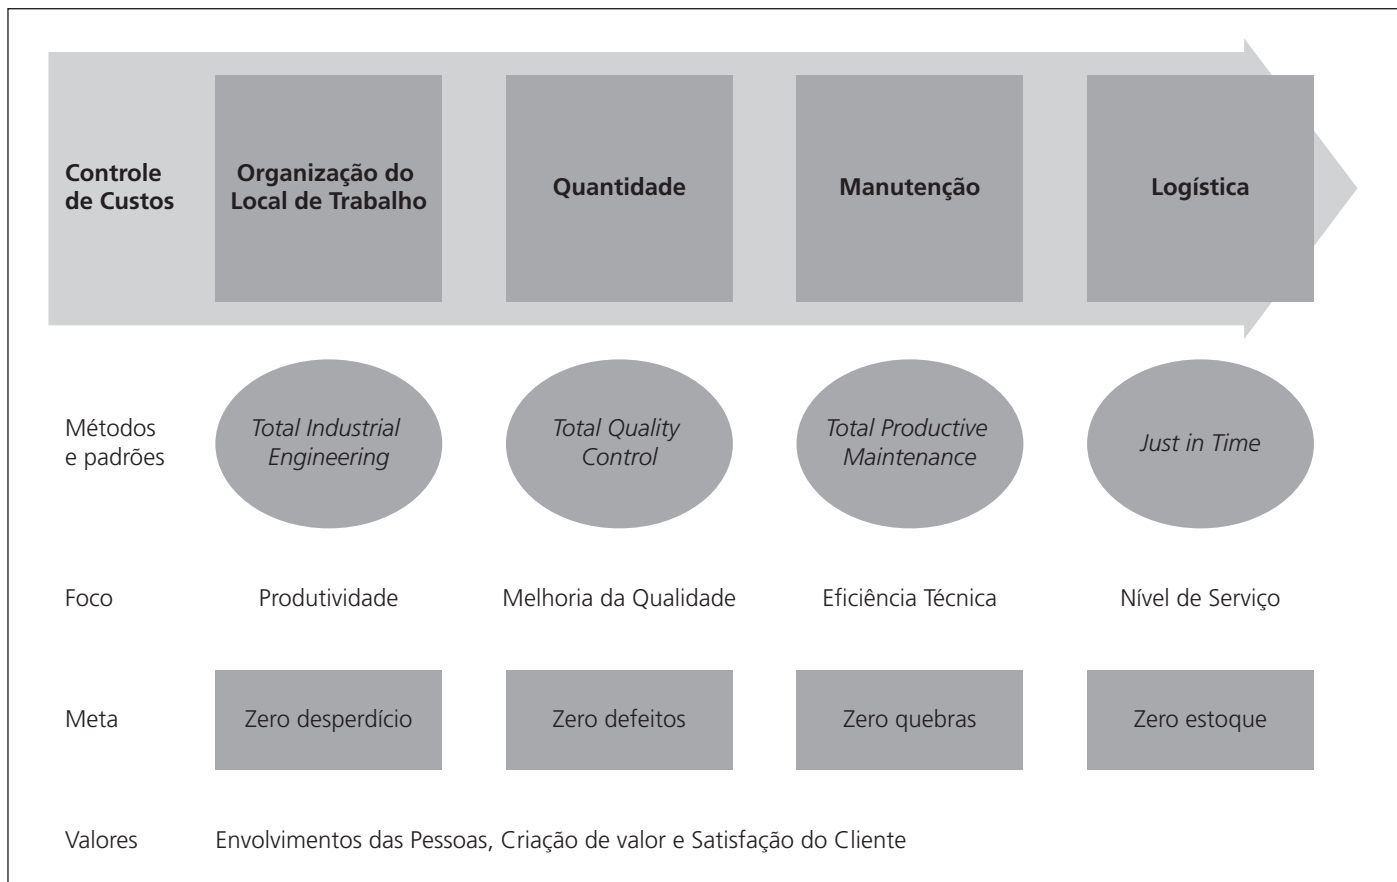 Controle
de Custos
Organização do
Local de Trabalho
Quantidade
Manutenção
Logística
Métodos
e padrões
Total Industrial
Engineering
Total Quality
Control
Total Productive
Maintenance
Just in Time
Foco
Produtividade
Melhoria da Qualidade
Eficiência Técnica
Nível de Serviço
Meta
Zero desperdício
Zero defeitos
Zero quebras
Zero estoque
Valores
Envolvimentos das Pessoas, Criação de valor e Satisfação do Cliente